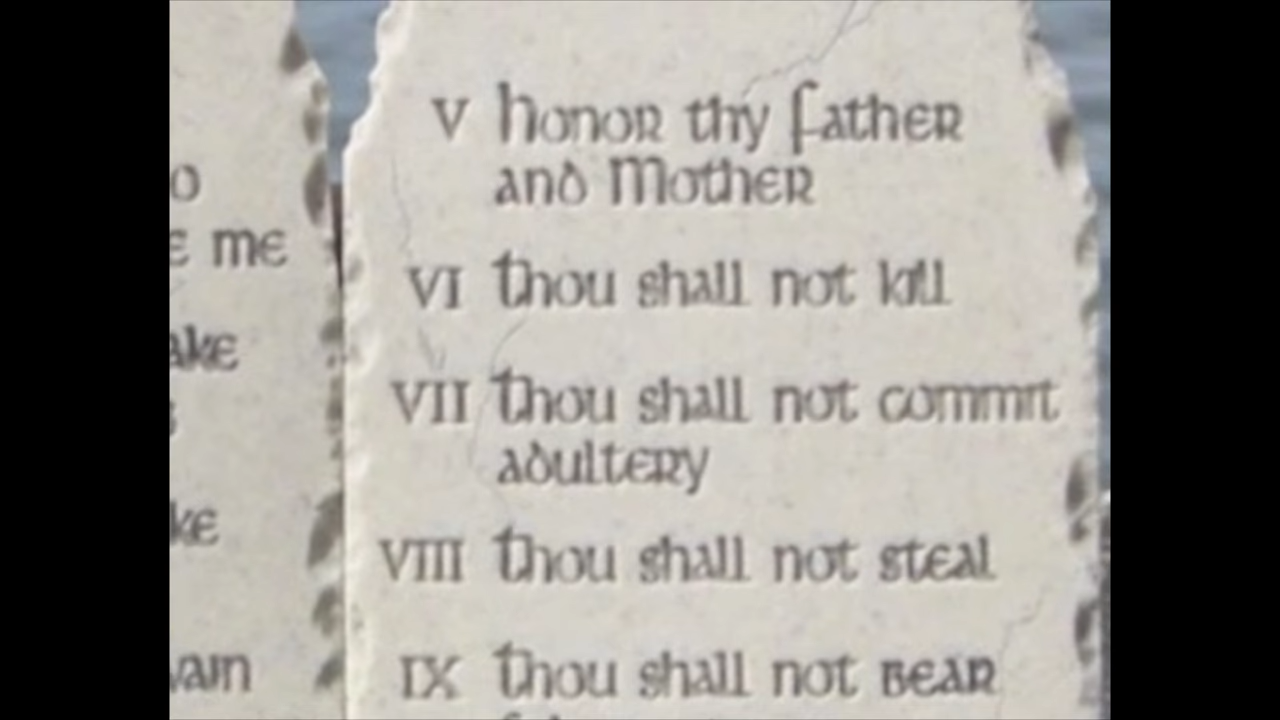 o
e me
ake
ke
vain
V honor thy father
and Mother
VI thou shall not kill
VII thou shall not commit
adultery
VIII thou shall not steal
IX thou shall not bear